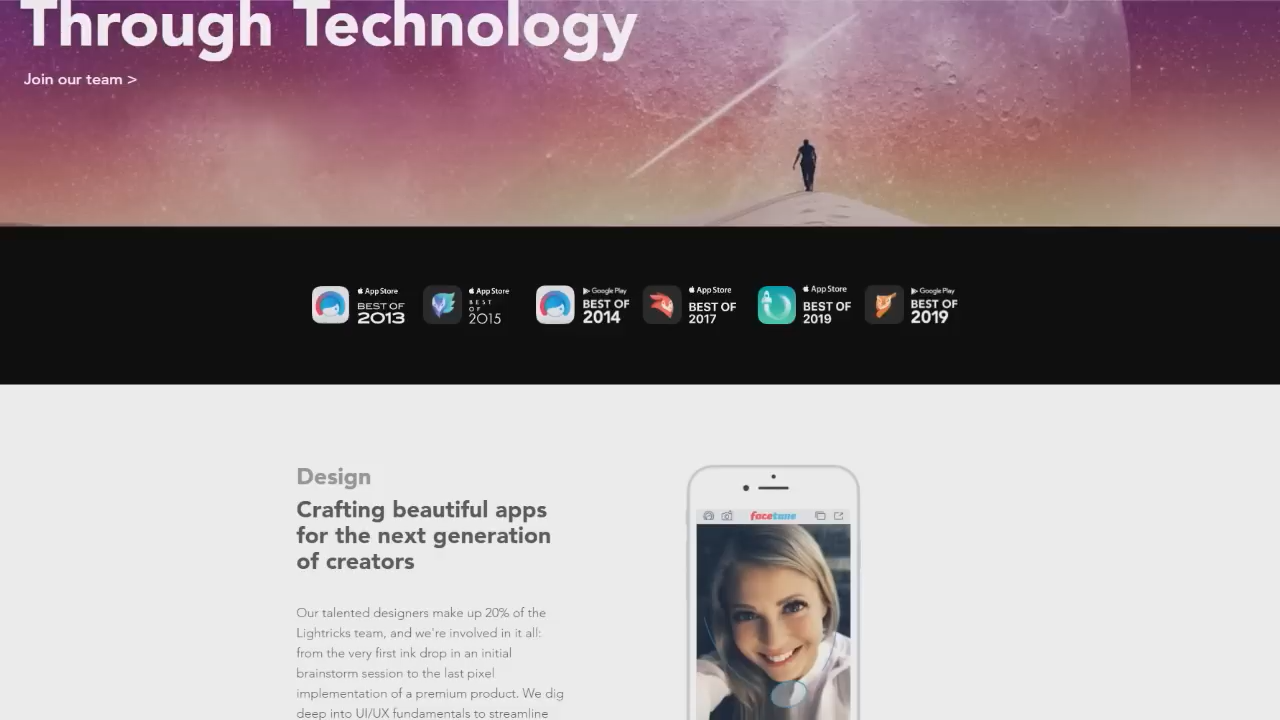 Through Technology
Join our team >
App Store
BEST OF
2013
App Store
BEST
OF
2015
Google Play
BEST OF
2014
App Store
BEST OF
2017
App Store
BEST OF
2019
Google Play
BEST OF
2019
Design
Crafting beautiful apps
for the next generation
of creators
facetune
Our talented designers make up 20% of the
Lightricks team, and we're involved in it all:
from the very first ink drop in an initial
brainstorm session to the last pixel
implementation of a premium product. We dig
deep into UI/UX fundamentals to streamline